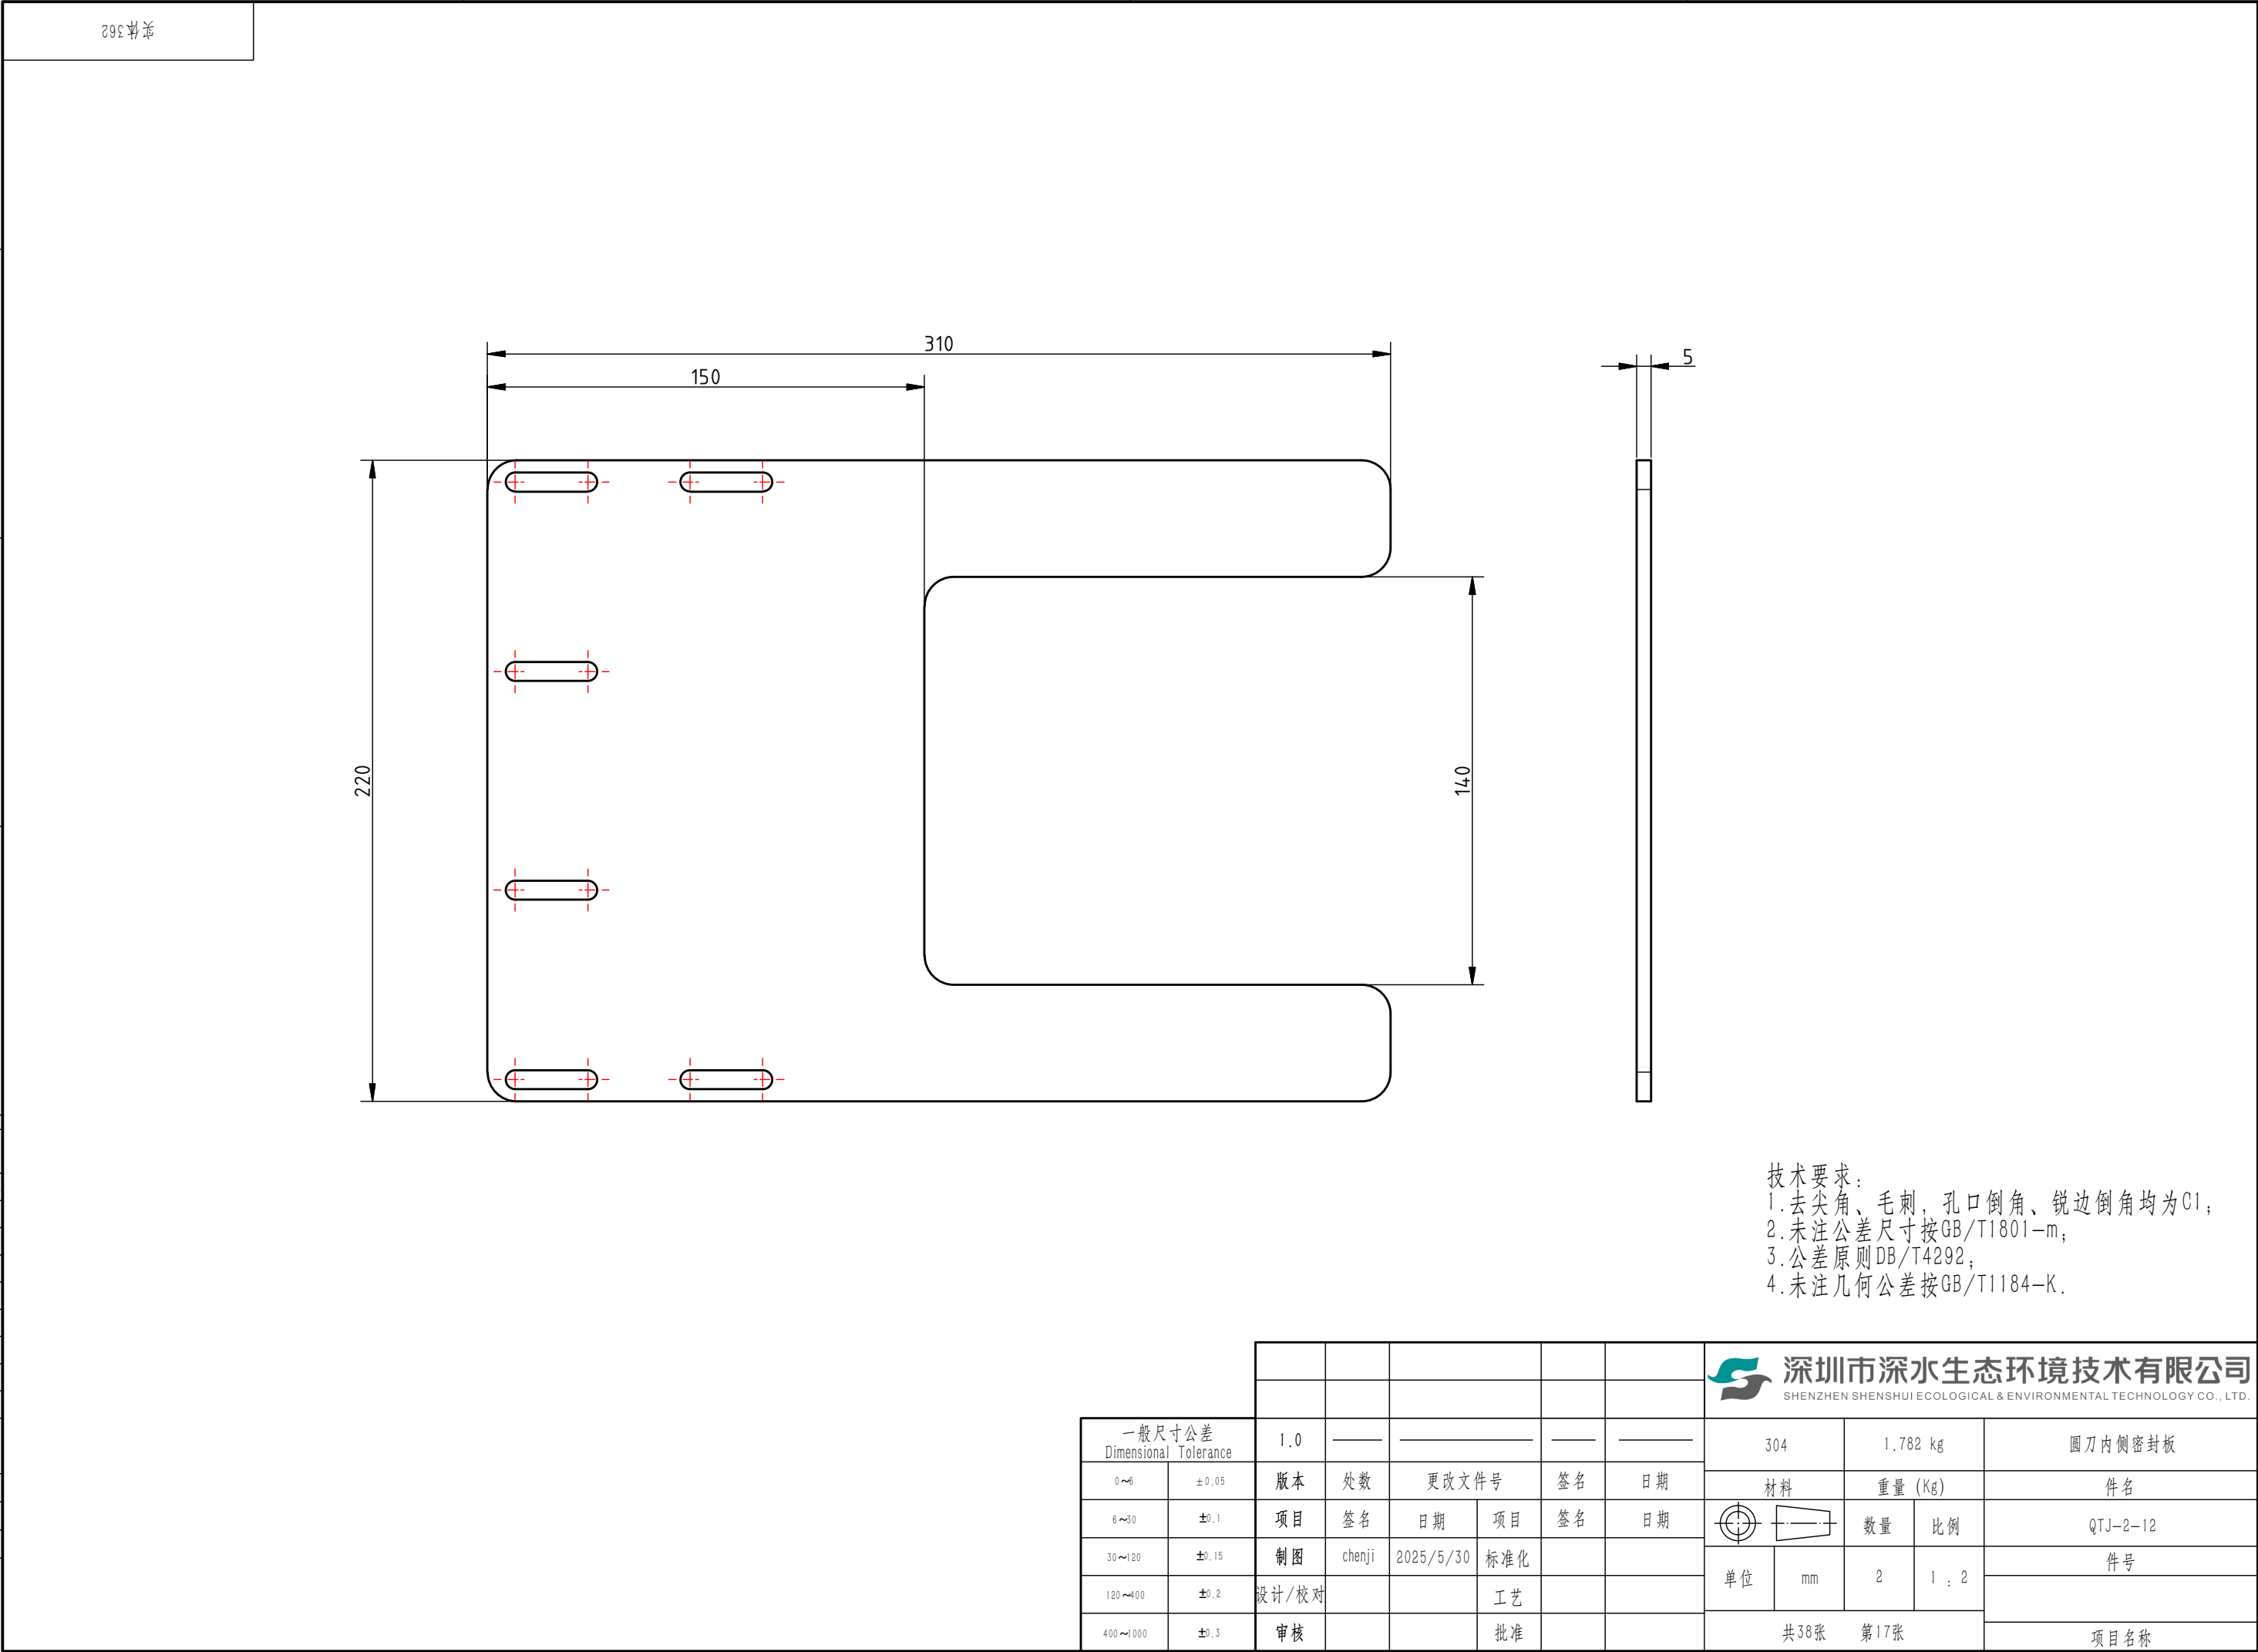 实体362
310
150
5
220
140
技术要求:
1.去尖角、毛刺, 孔口倒角、锐边倒角均为C1;
2.未注公差尺寸按GB/T1801-m;
3.公差原则DB/T4292;
4.未注几何公差按GB/T1184-K.
深圳市深水生态环境技术有限公司
SHENZHEN SHENSHUI ECOLOGICAL & ENVIRONMENTAL TECHNOLOGY CO., LTD.
一般尺寸公差
Dimensional Tolerance
0~6 ±0.05
6~30 ±0.1
30~120 ±0.15
120~400 ±0.2
400~1000 ±0.3
1.0
版本 处数 更改文件号 签名 日期
项目 签名 日期 项目 签名 日期
制图 chenji 2025/5/30 标准化
设计/校对 工艺
审核 批准
304 1.782 kg 圆刀内侧密封板
材料 重量 (Kg) 件名
数量 比例 QTJ-2-12
件号
单位 mm 2 1 : 2
共38张 第17张 项目名称